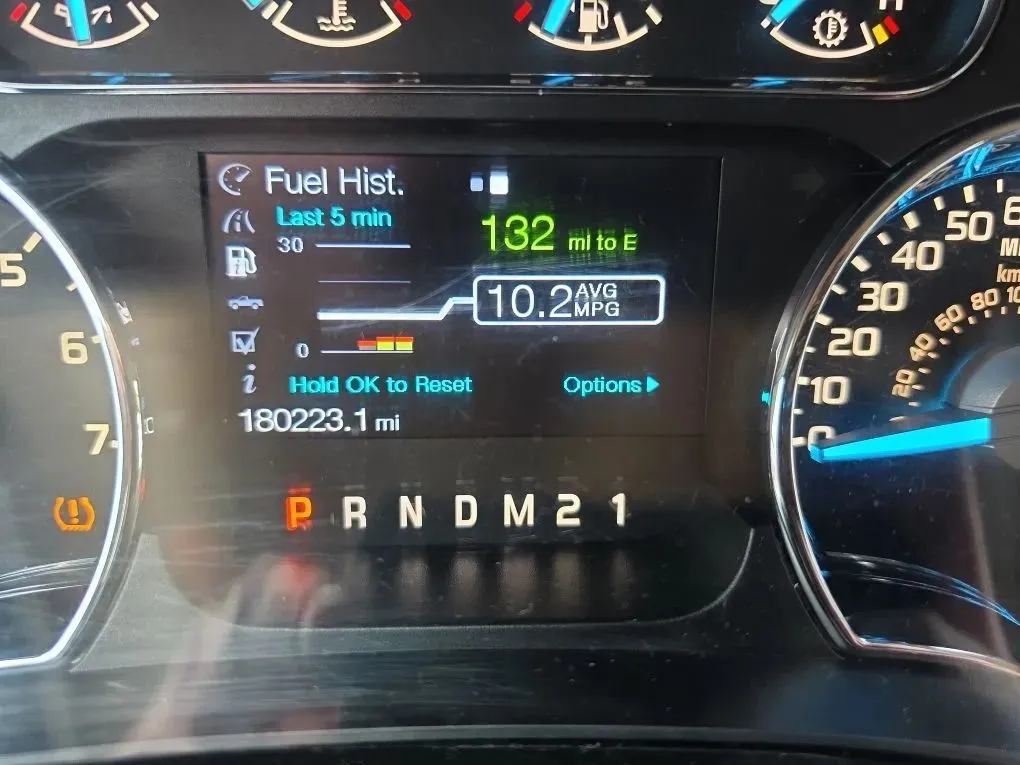 Fuel Hist.
Last 5 min
30
132 mi to E
10.2 AVG MPG
0
Hold OK to Reset
Options
180223.1 mi
P R N D M 2 1
5
6
7
0
10
20
30
40
50
20
40
60
80